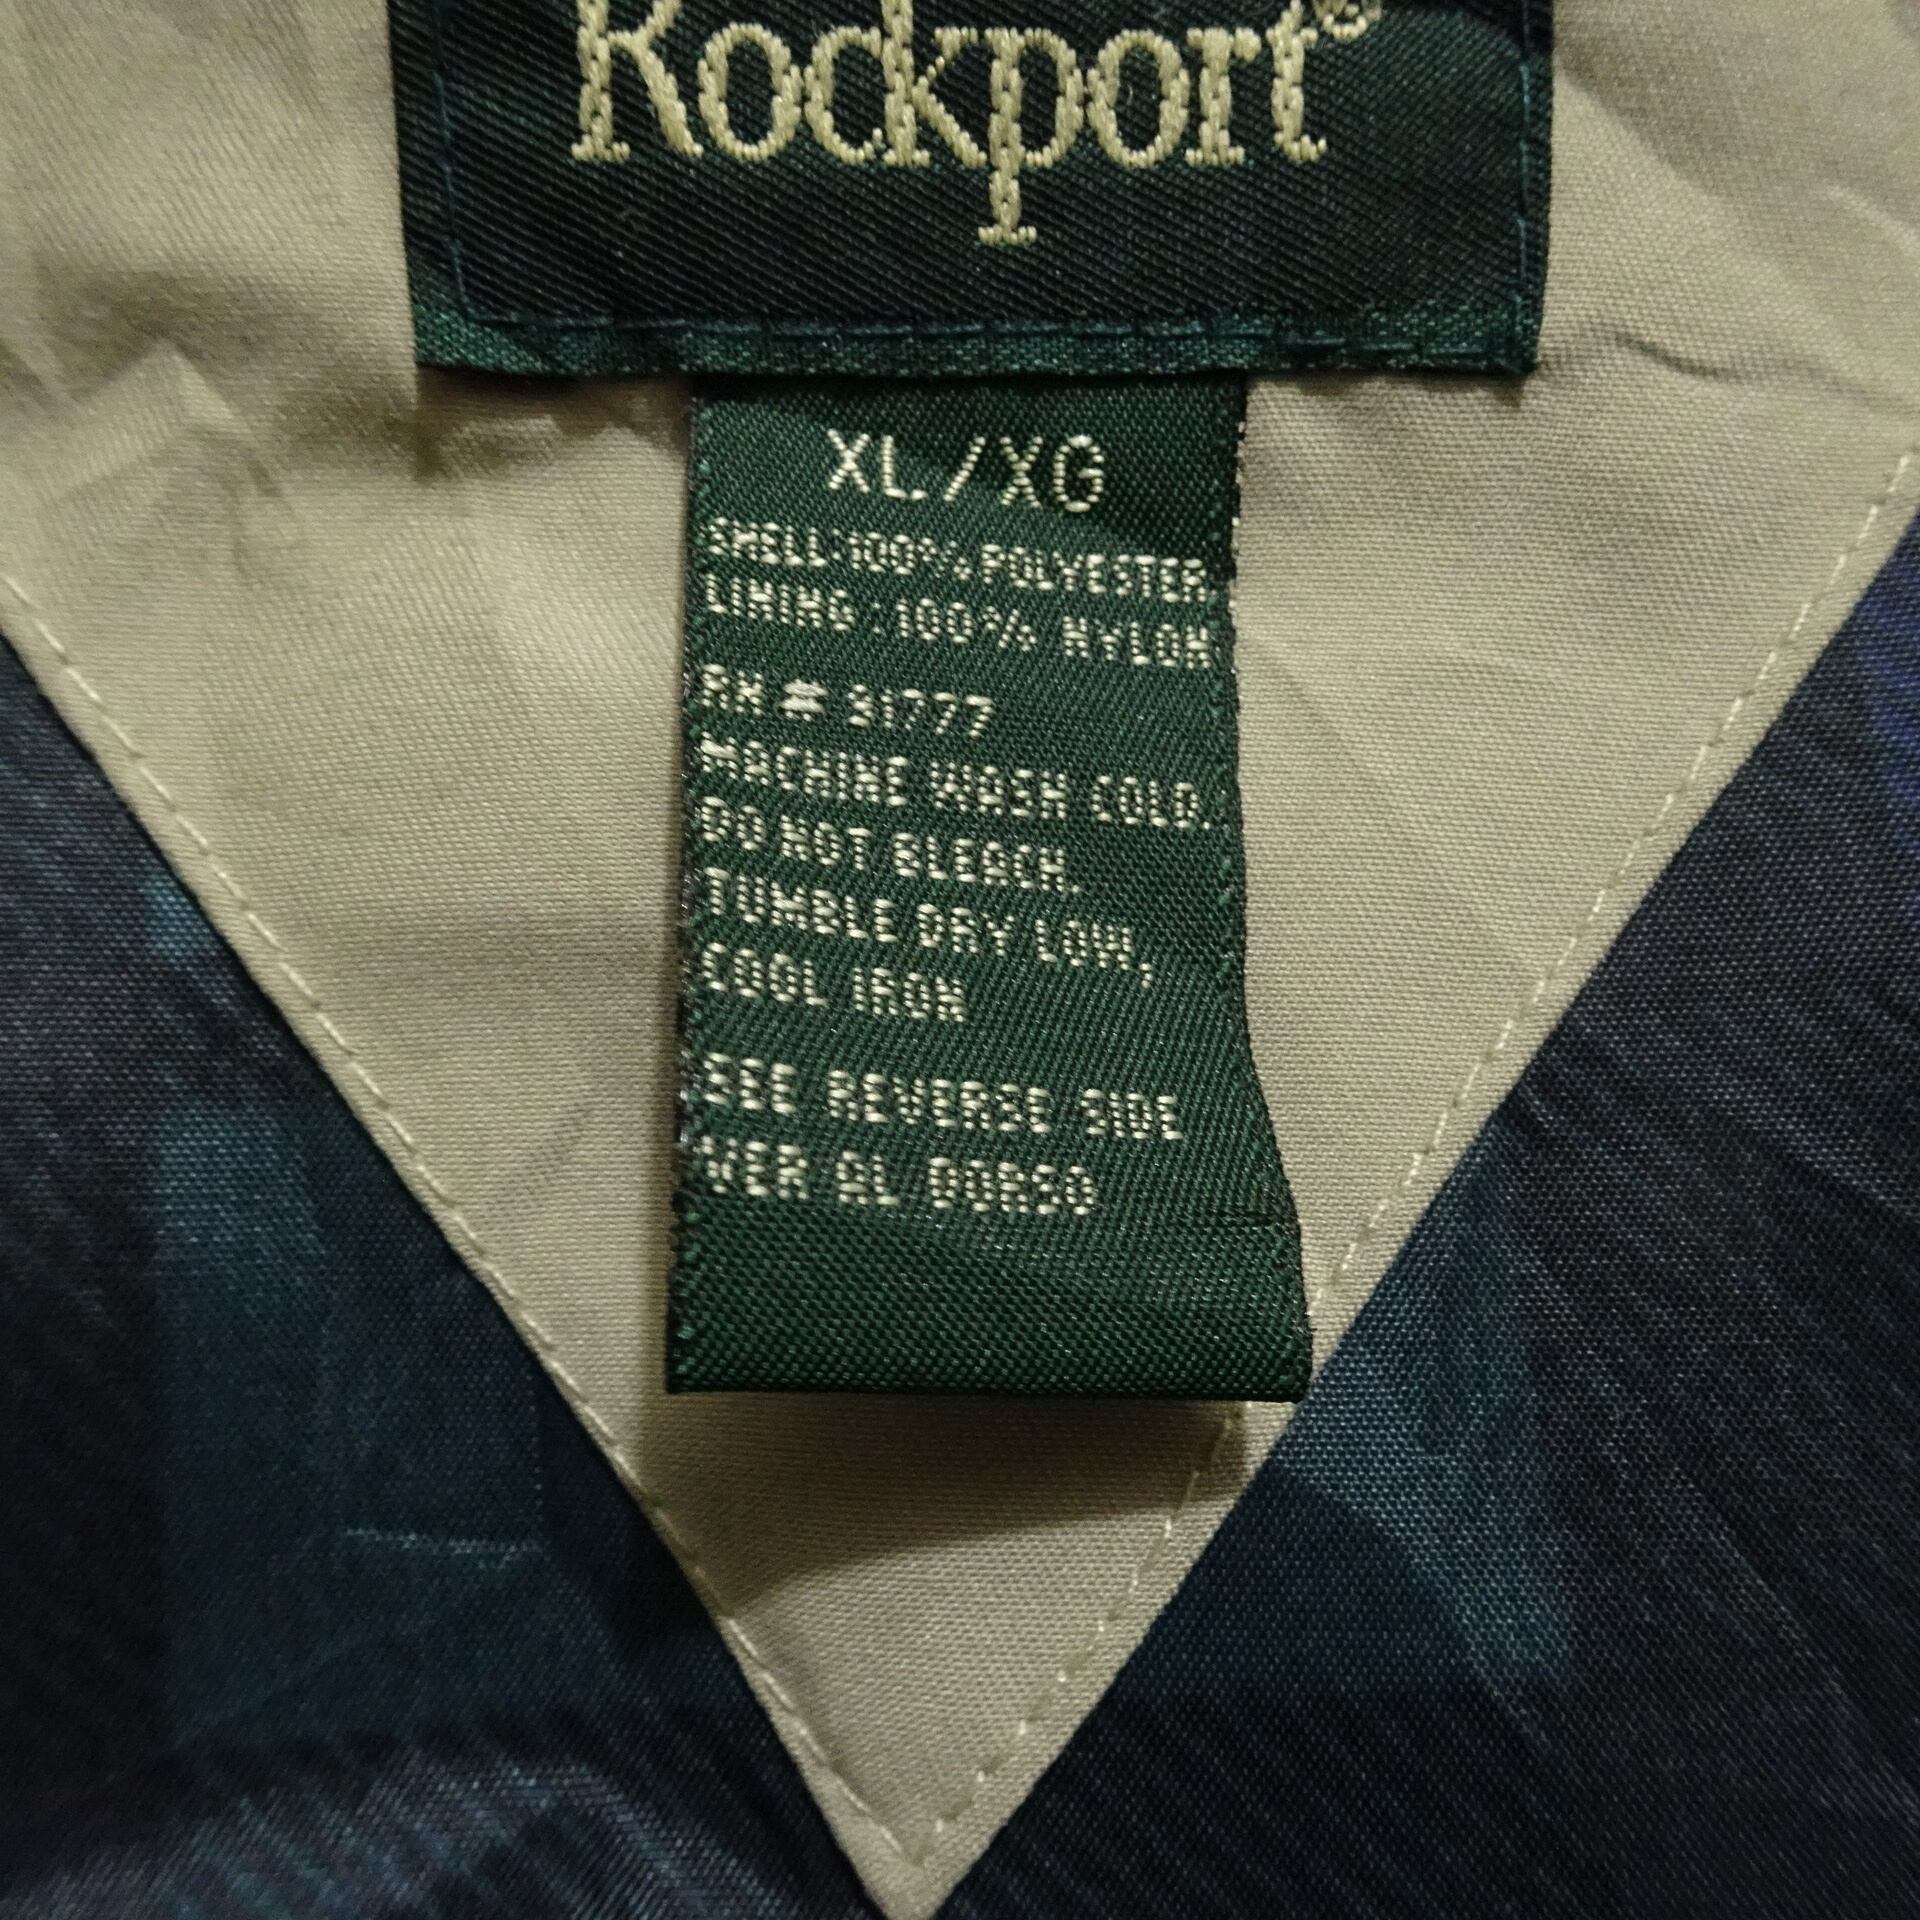 Rockport®
XL/XG
SHELL:100% POLYESTER.
LINING:100% NYLON
RN # 91777
MACHINE WASH COLD.
DO NOT BLEACH.
TUMBLE DRY LOW,
COOL IRON
SEE REVERSE SIDE
VER AL DORSO